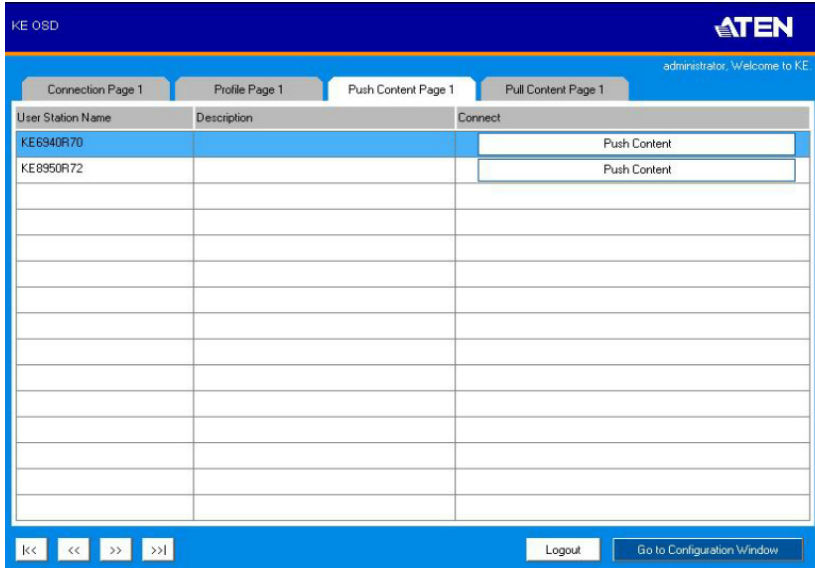 KE OSD
ATEN
administrator, Welcome to KE.
Connection Page 1 Profile Page 1 Push Content Page 1 Pull Content Page 1
User Station Name Description Connect
KE6940R70 Push Content
KE8950R72 Push Content
|<< << >> >>| Logout Go to Configuration Window